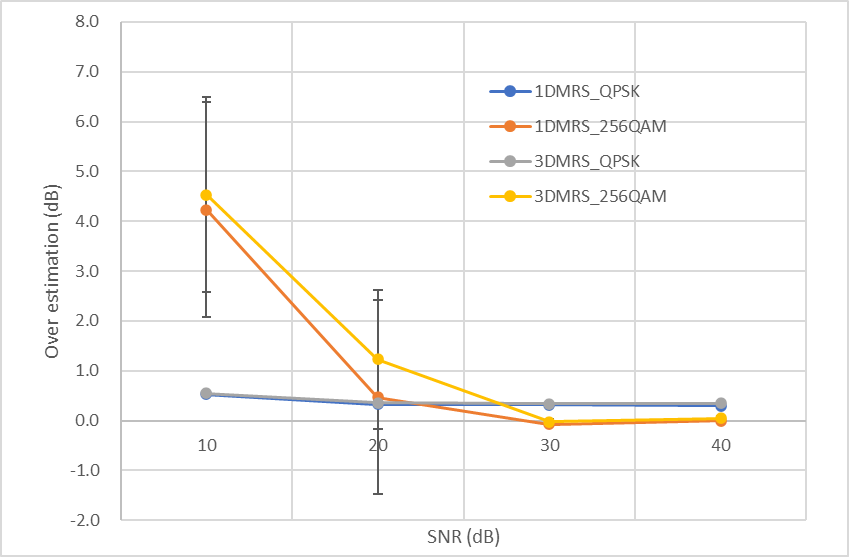 8.0
7.0
6.0
5.0
4.0
3.0
2.0
1.0
0.0
-1.0
-2.0
Over estimation (dB)
1DMRS_QPSK
1DMRS_256QAM
3DMRS_QPSK
3DMRS_256QAM
10 20 30 40
SNR (dB)